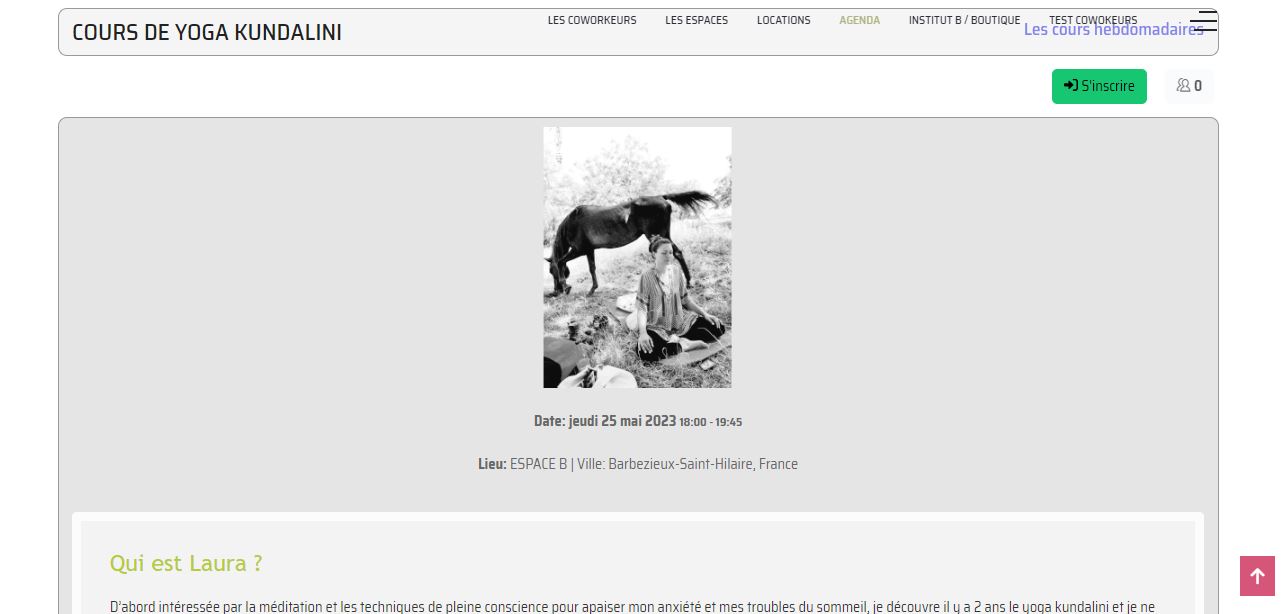 LES COWORKEURS LES ESPACES LOCATIONS AGENDA INSTITUT B / BOUTIQUE TEST COWOKEURS
COURS DE YOGA KUNDALINI Les cours hebdomadaires
S'inscrire 0
Date: jeudi 25 mai 2023 18:00 - 19:45
Lieu: ESPACE B | Ville: Barbezieux-Saint-Hilaire, France
Qui est Laura ?
D'abord intéressée par la méditation et les techniques de pleine conscience pour apaiser mon anxiété et mes troubles du sommeil, je découvre il y a 2 ans le yoga kundalini et je ne